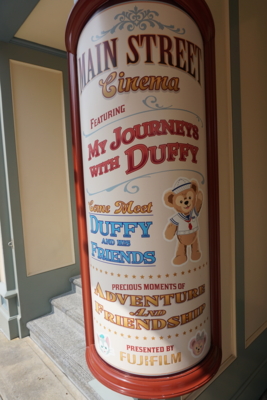 MAIN STREET
Cinema
FEATURING
MY JOURNEYS
WITH DUFFY
Come Meet
DUFFY
AND HIS
FRIENDS
PRECIOUS MOMENTS OF
ADVENTURE
AND
FRIENDSHIP
PRESENTED BY
FUJIFILM